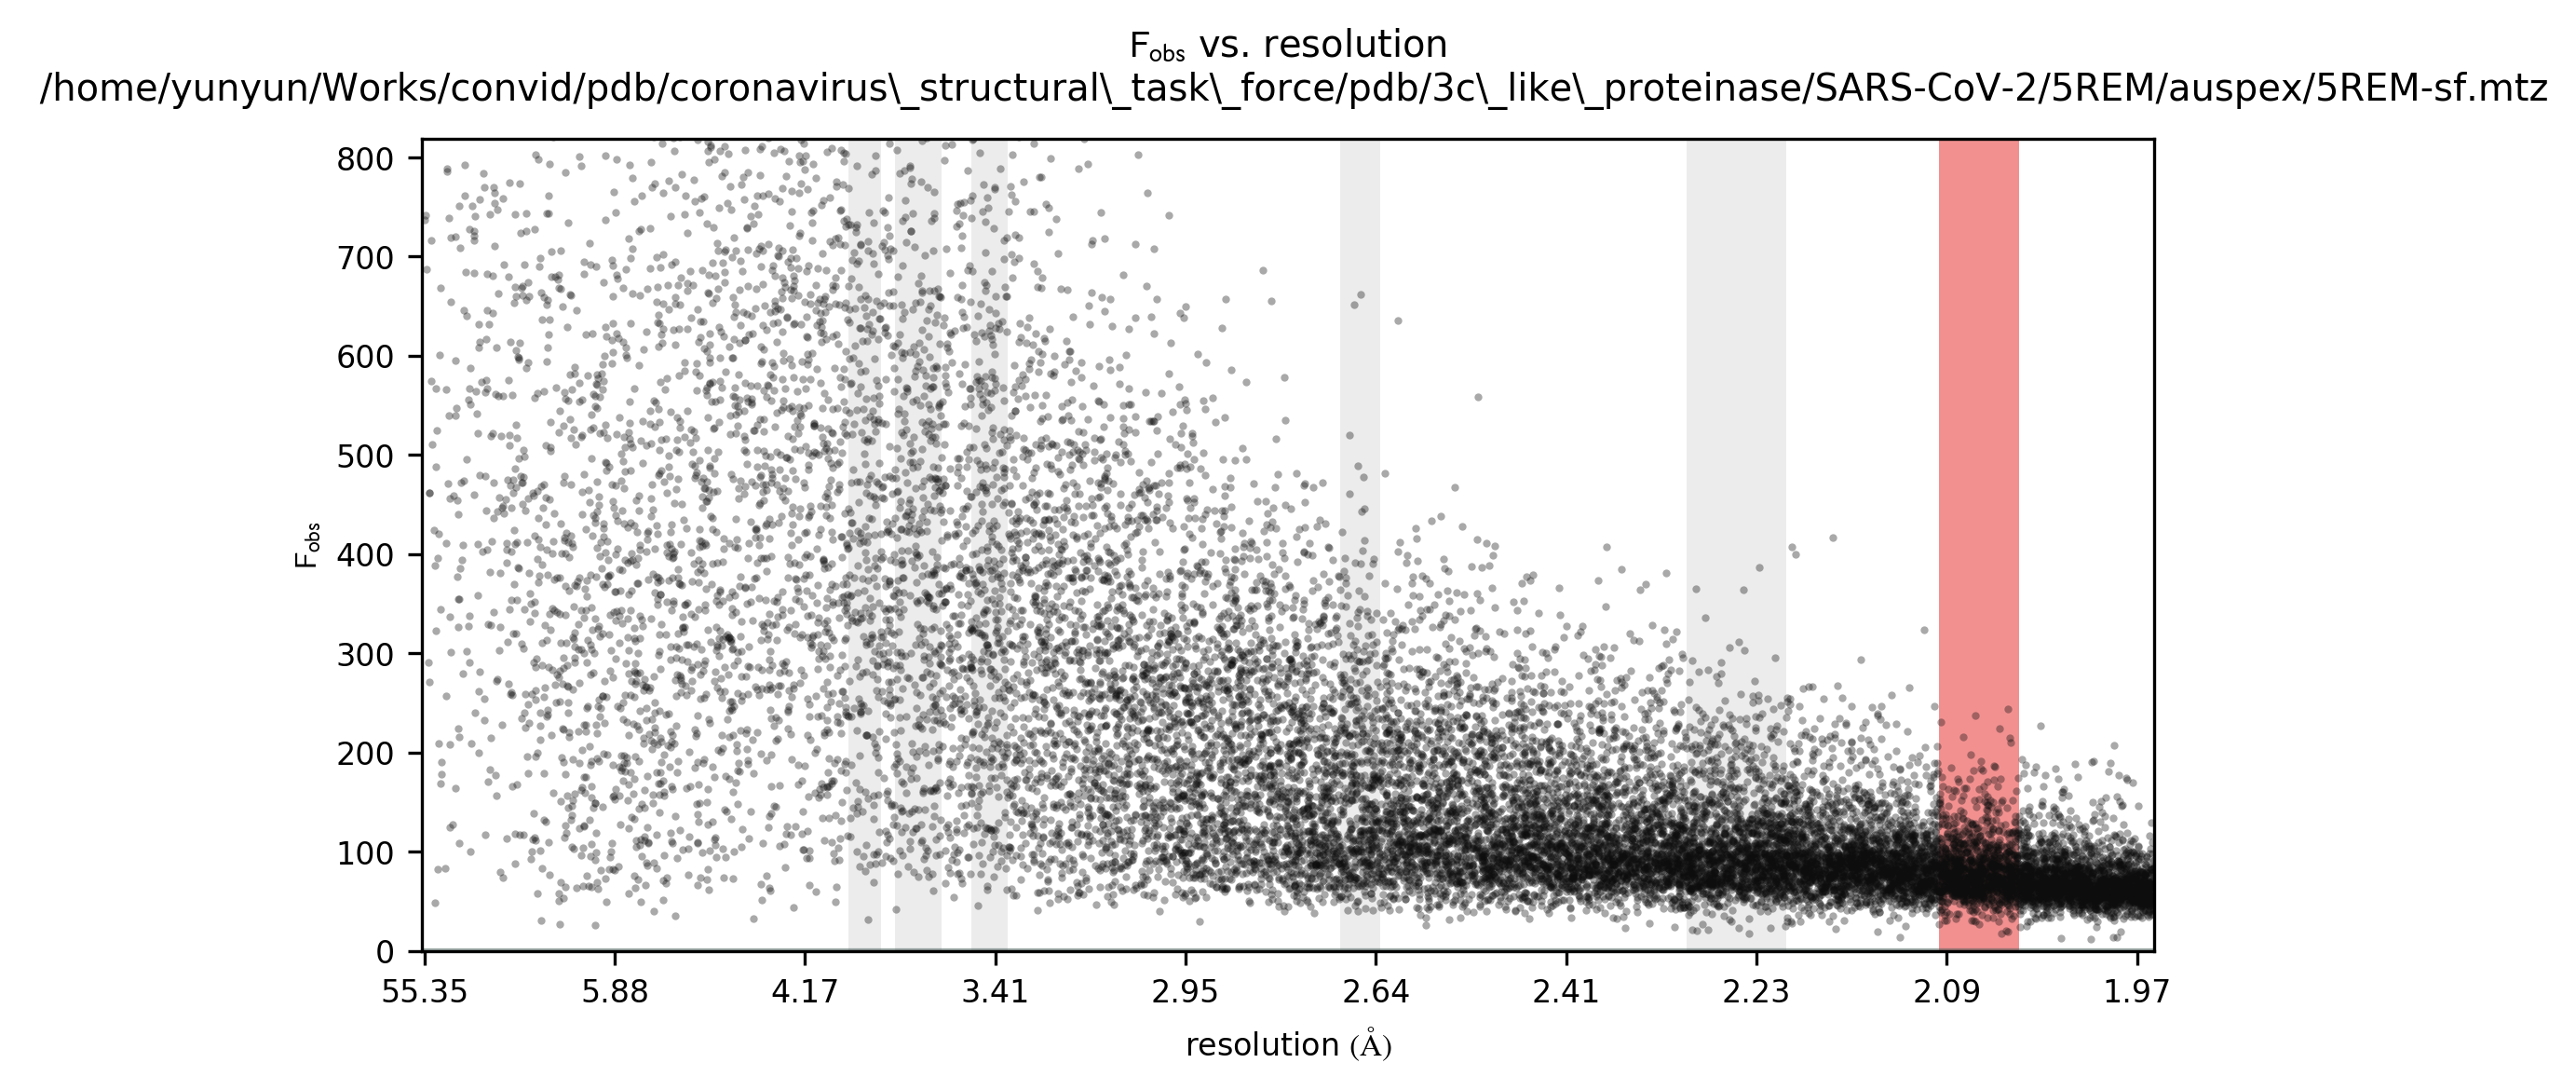 F_obs vs. resolution
/home/yunyun/Works/convid/pdb/coronavirus\_structural\_task\_force/pdb/3c\_like\_proteinase/SARS-CoV-2/5REM/auspex/5REM-sf.mtz
800
700
600
500
400
300
200
100
0
F_obs
55.35 5.88 4.17 3.41 2.95 2.64 2.41 2.23 2.09 1.97
resolution (Å)